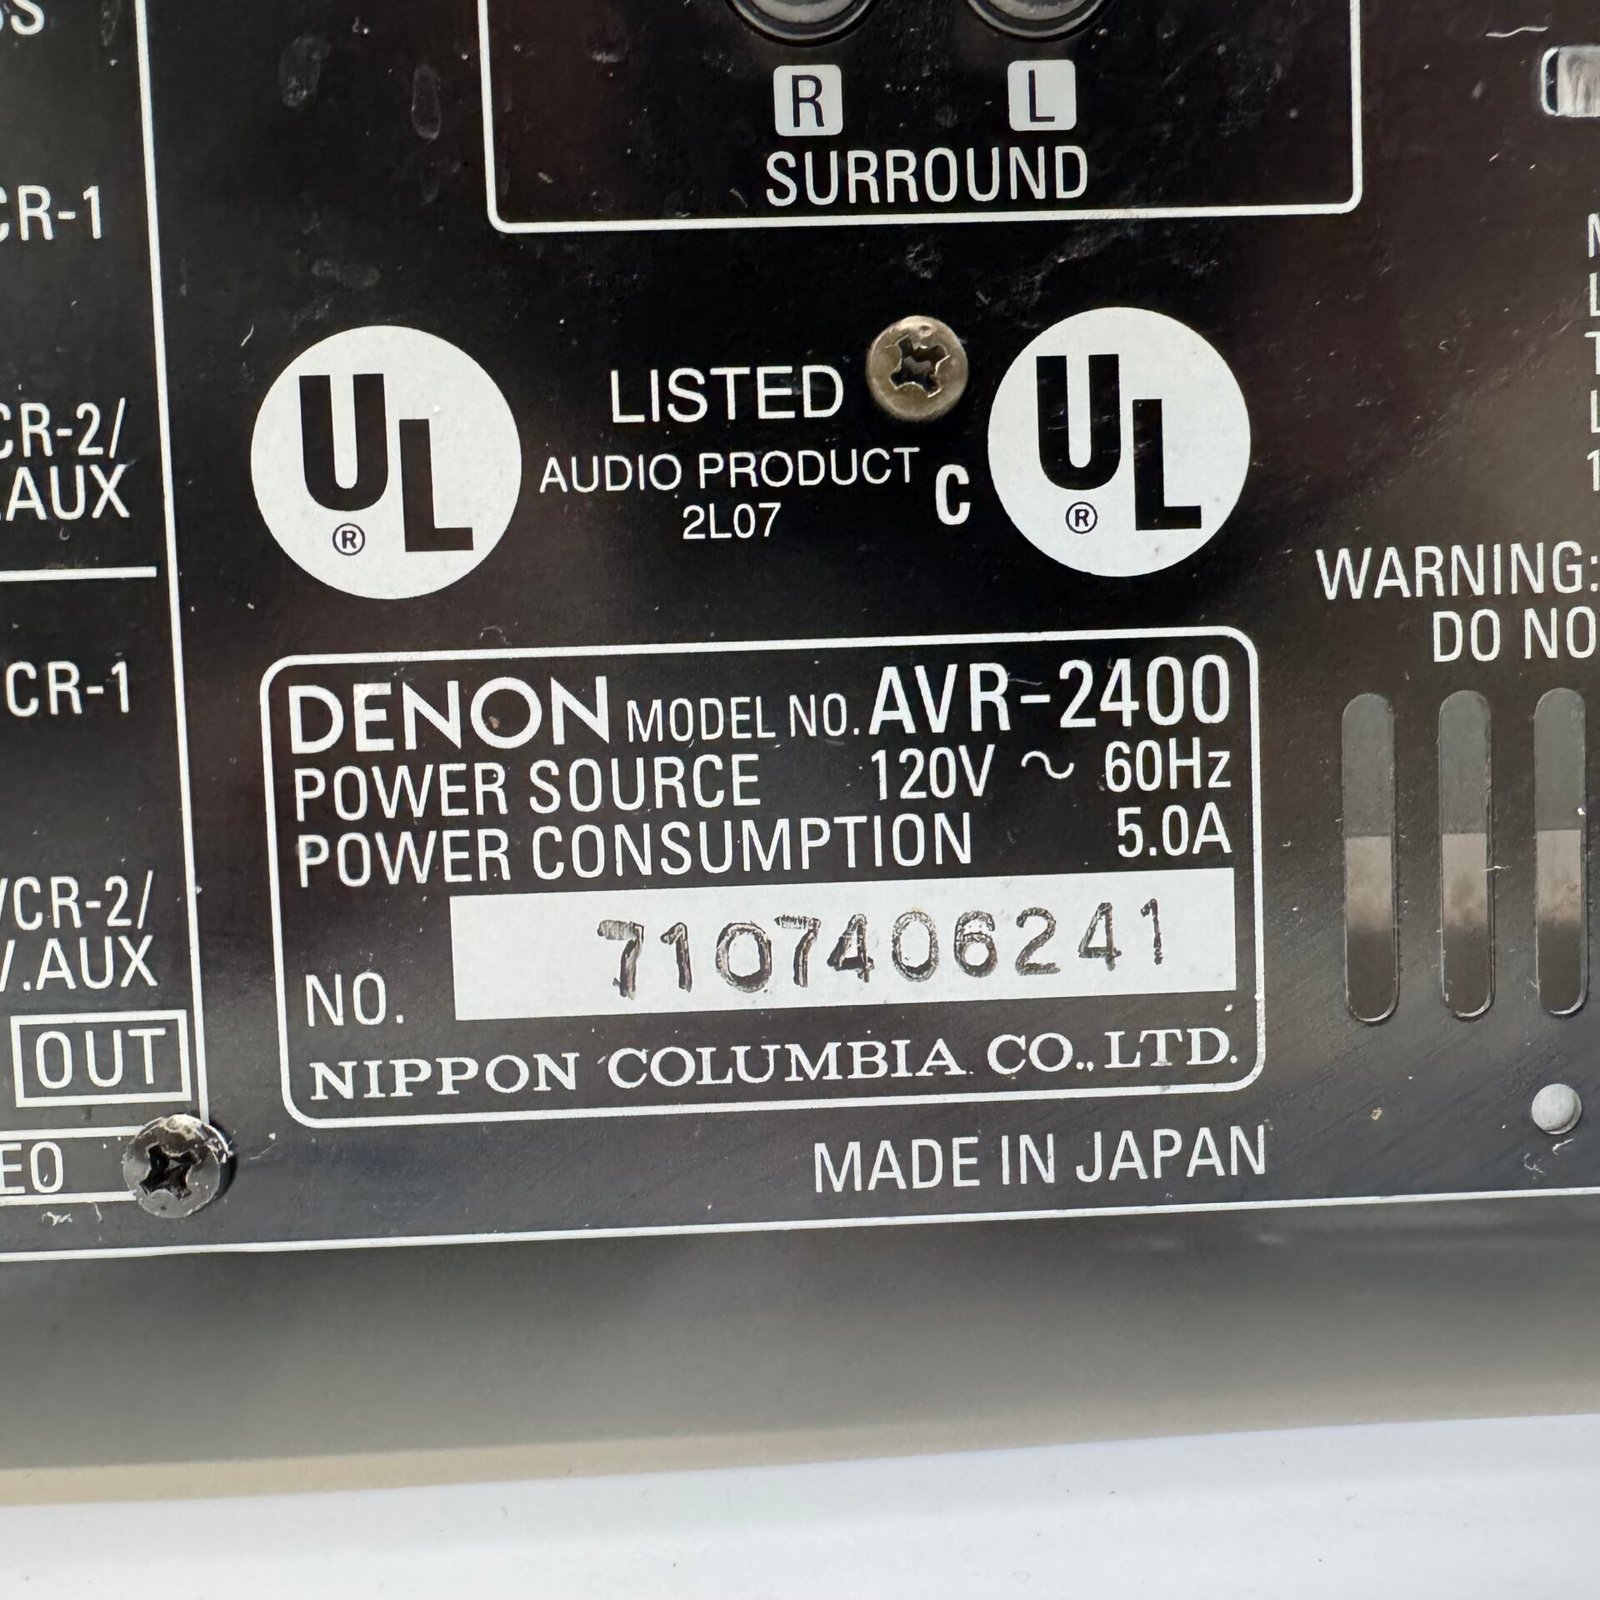 R L
SURROUND
CR-1
CR-2/
.AUX
CR-1
VCR-2/
V.AUX
OUT
UL ®
LISTED
AUDIO PRODUCT
2L07
C UL ®
WARNING:
DO NO
DENON MODEL NO. AVR-2400
POWER SOURCE 120V ~ 60Hz
POWER CONSUMPTION 5.0A
NO. 7107406241
NIPPON COLUMBIA CO.,LTD.
MADE IN JAPAN